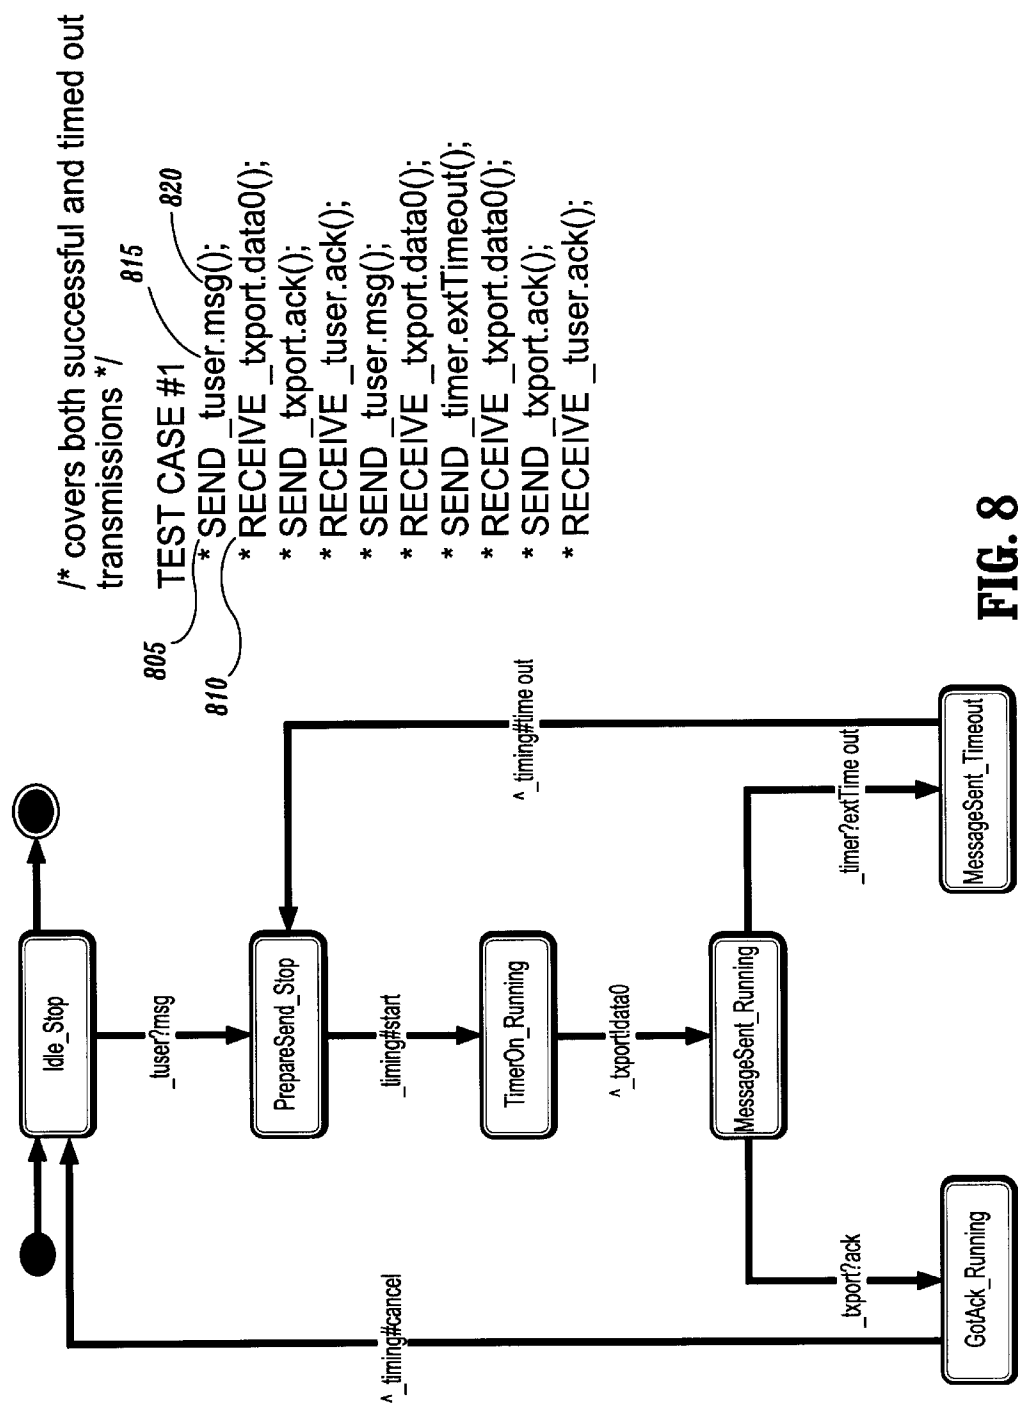 /* covers both successful and timed out
transmissions */
TEST CASE #1
* SEND _tuser.msg();
* RECEIVE _txport.data0();
* SEND _txport.ack();
* RECEIVE _tuser.ack();
* SEND _tuser.msg();
* RECEIVE _txport.data0();
* SEND _timer.extTimeout();
* RECEIVE _txport.data0();
* SEND _txport.ack();
* RECEIVE _tuser.ack();
805
810
815
820
Idle_Stop
_tuser?msg
PrepareSend_Stop
_timing#start
TimerOn_Running
^_txport!data0
MessageSent_Running
_txport?ack
GotAck_Running
^_timing#cancel
_timer?extTime out
MessageSent_Timeout
^_timing#time out
FIG. 8